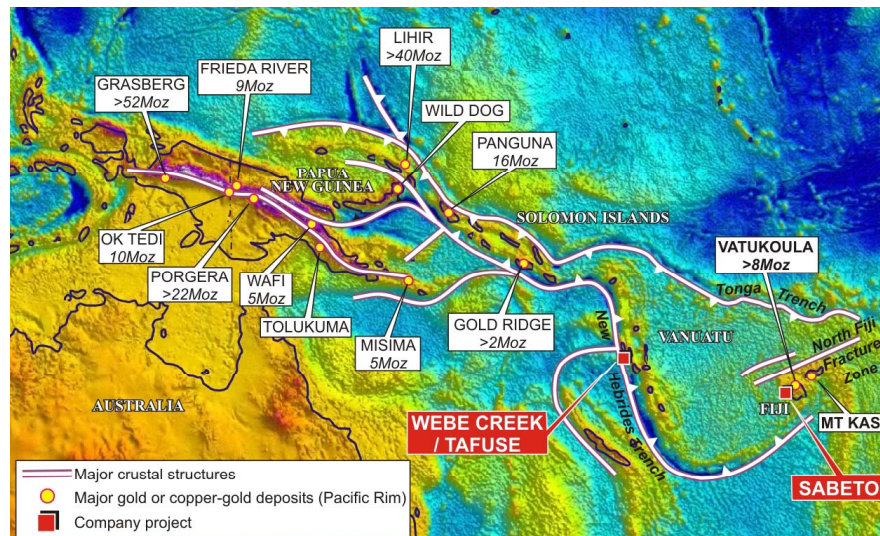 LIHIR
>40Moz
FRIEDA RIVER
9Moz
GRASBERG
>52Moz
WILD DOG
PANGUNA
16Moz
PAPUA
NEW GUINEA
SOLOMON ISLANDS
OK TEDI
10Moz
PORGERA
>22Moz
WAFI
5Moz
TOLUKUMA
MISIMA
5Moz
GOLD RIDGE
>2Moz
VATUKOULA
>8Moz
Tonga Trench
New Hebrides Trench
VANUATU
North Fiji
Fracture
Zone
FIJI
MT KAS
AUSTRALIA
WEBE CREEK
/ TAFUSE
SABETO
Major crustal structures
Major gold or copper-gold deposits (Pacific Rim)
Company project